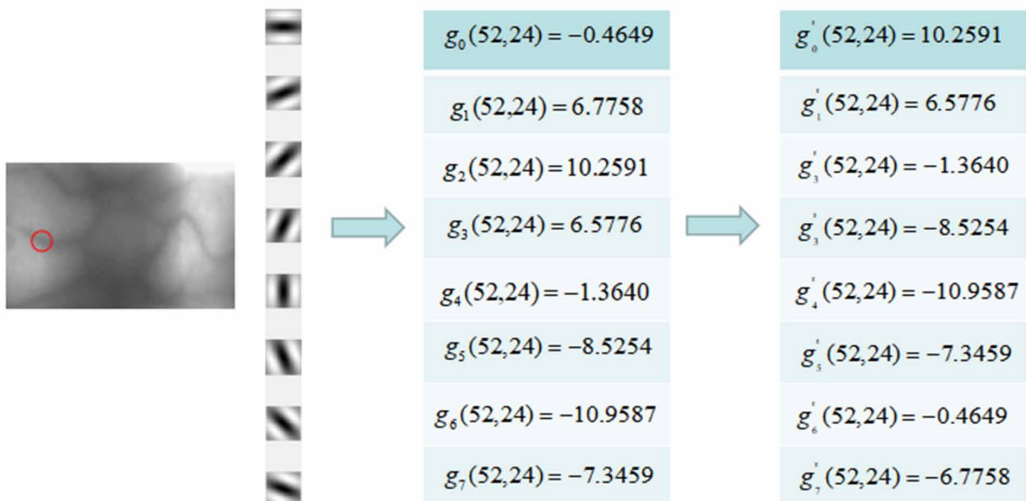 g₀(52,24) = −0.4649
g₁(52,24) = 6.7758
g₂(52,24) = 10.2591
g₃(52,24) = 6.5776
g₄(52,24) = −1.3640
g₅(52,24) = −8.5254
g₆(52,24) = −10.9587
g₇(52,24) = −7.3459
g'₀(52,24) = 10.2591
g'₁(52,24) = 6.5776
g'₃(52,24) = −1.3640
g'₃(52,24) = −8.5254
g'₄(52,24) = −10.9587
g'₅(52,24) = −7.3459
g'₆(52,24) = −0.4649
g'₇(52,24) = −6.7758